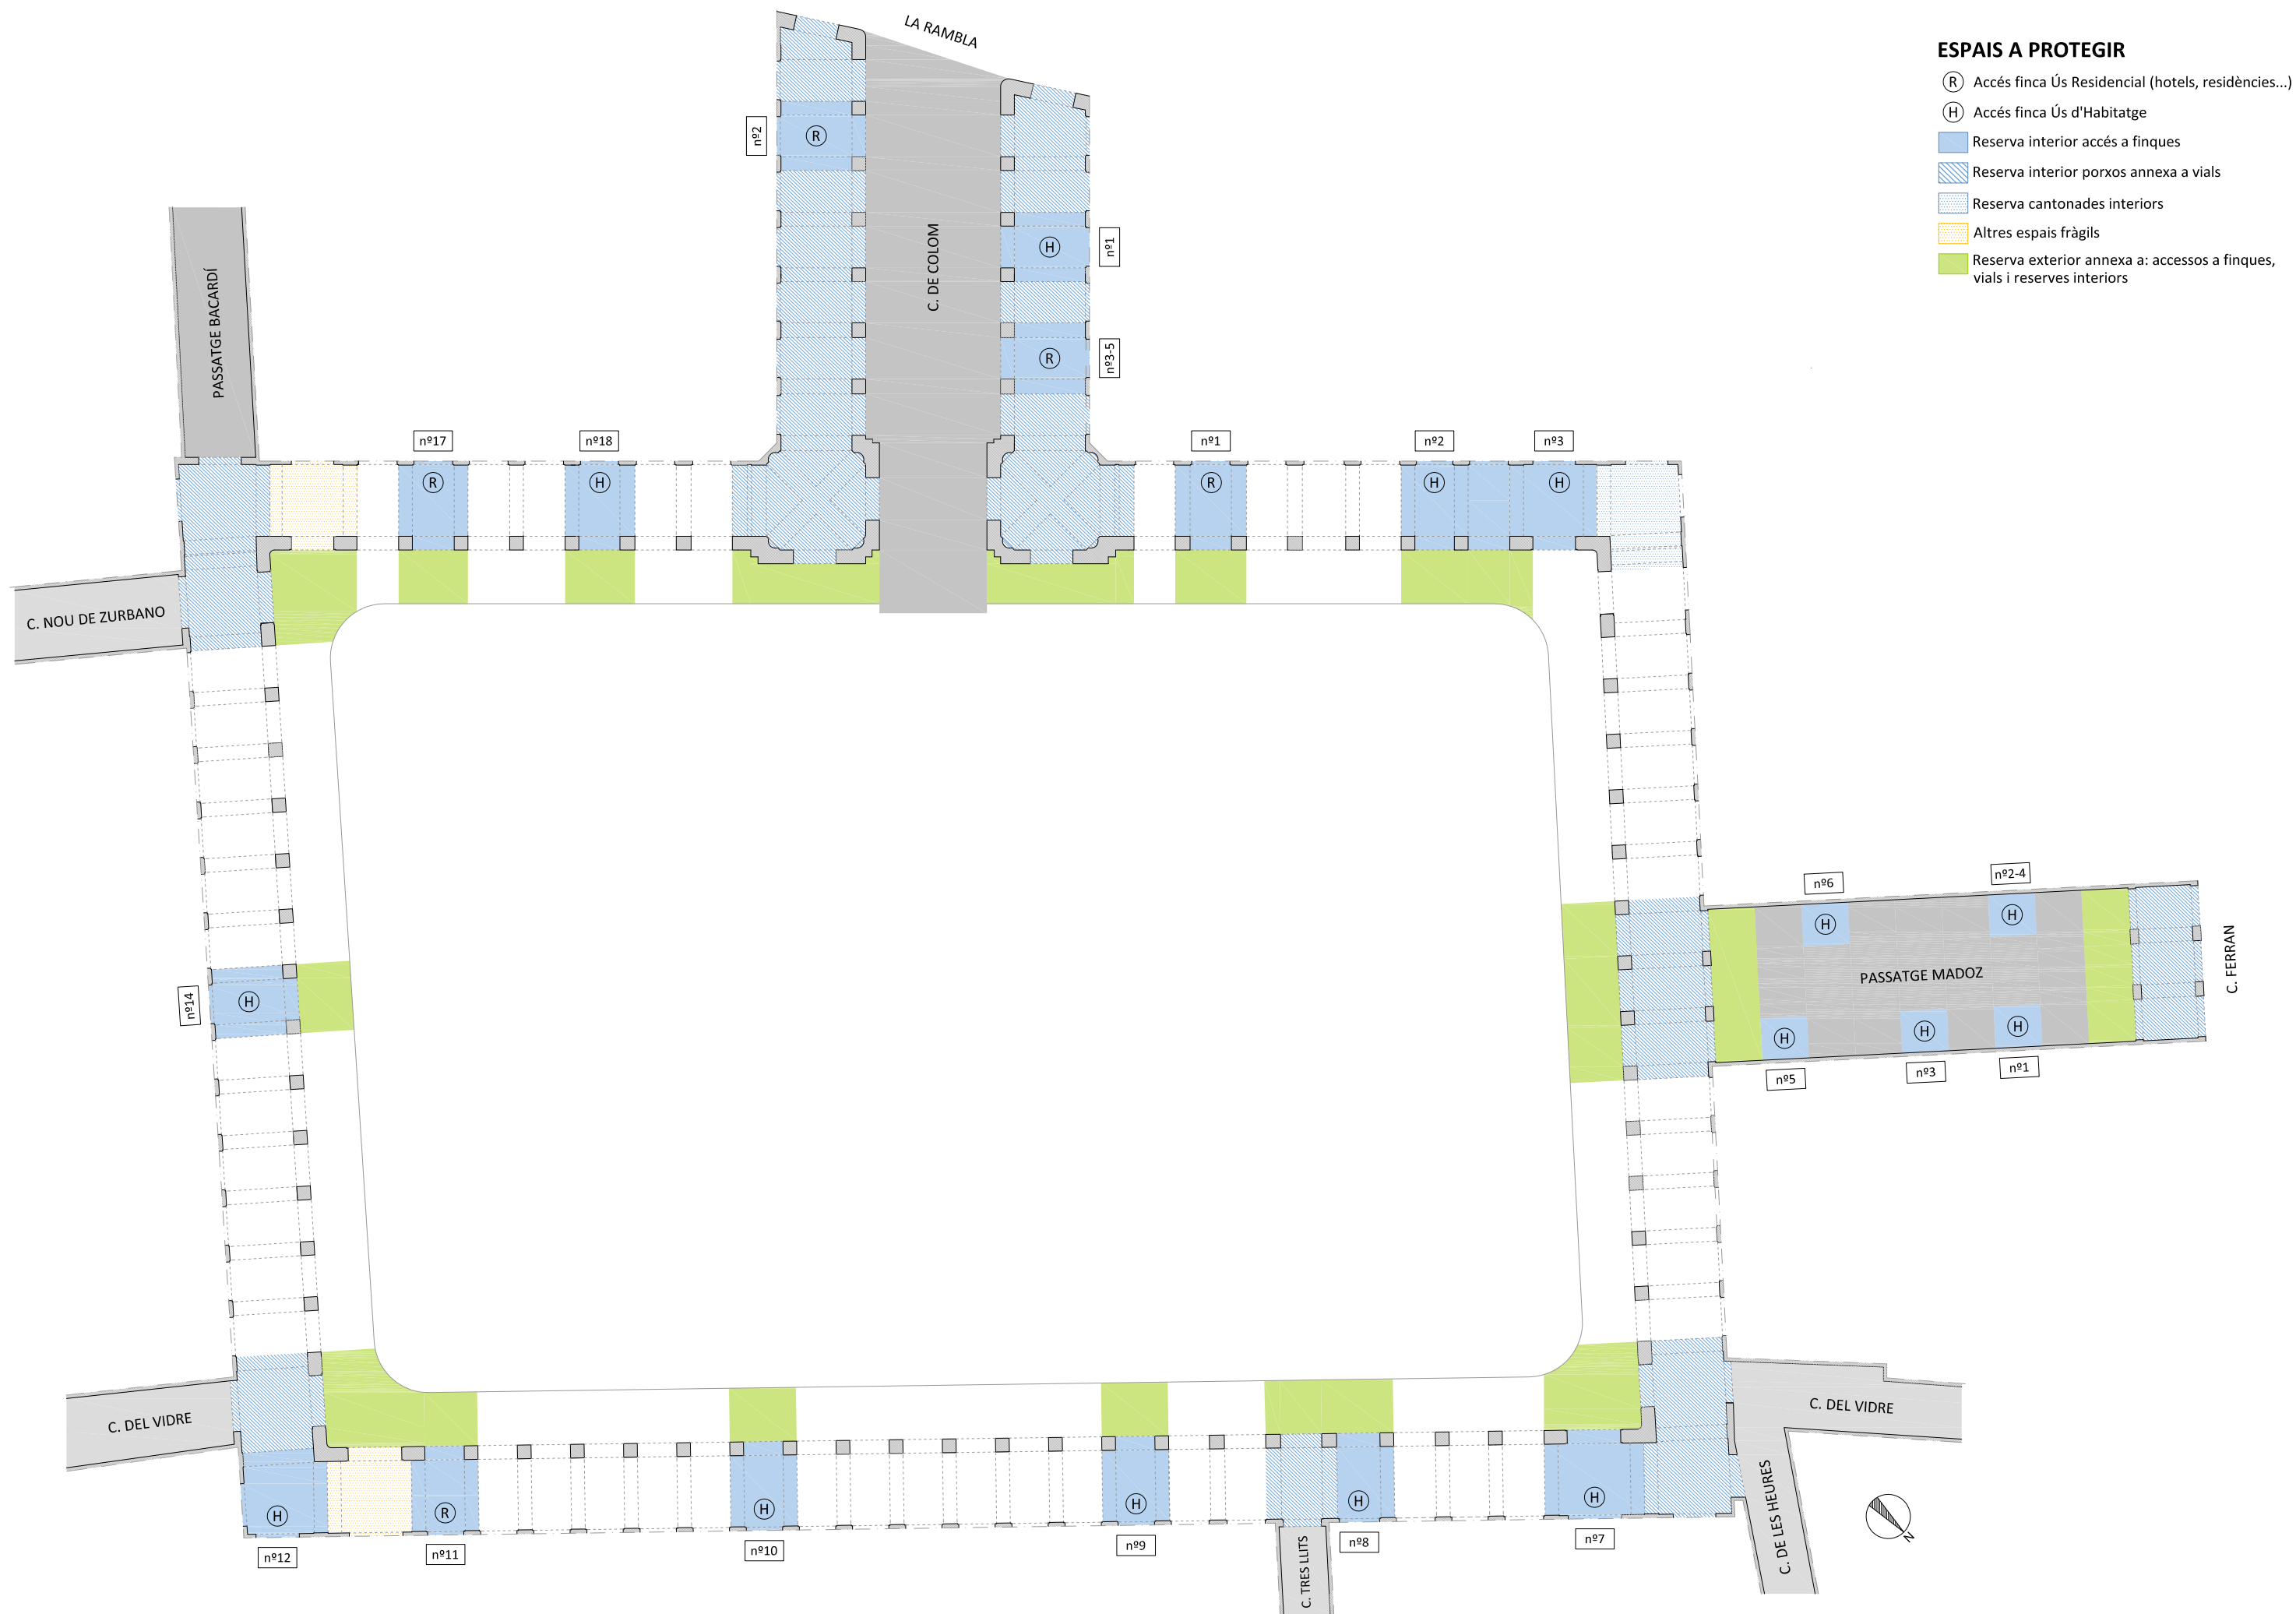 LA RAMBLA
ESPAIS A PROTEGIR
R Accés finca Ús Residencial (hotels, residències...)
H Accés finca Ús d'Habitatge
Reserva interior accés a finques
Reserva interior porxos annexa a vials
Reserva cantonades interiors
Altres espais fràgils
Reserva exterior annexa a: accessos a finques,
vials i reserves interiors
nº2
R
C. DE COLOM
H
nº1
R
nº3-5
PASSATGE BACARDÍ
nº17
nº18
nº1
nº2
nº3
R
H
R
H
H
C. NOU DE ZURBANO
nº6
nº2-4
H
H
PASSATGE MADOZ
C. FERRAN
H
H
H
nº5
nº3
nº1
nº14
H
C. DEL VIDRE
C. DEL VIDRE
C. DE LES HEURES
H
R
H
H
H
H
nº12
nº11
nº10
nº9
nº8
nº7
C. TRES LLITS
N